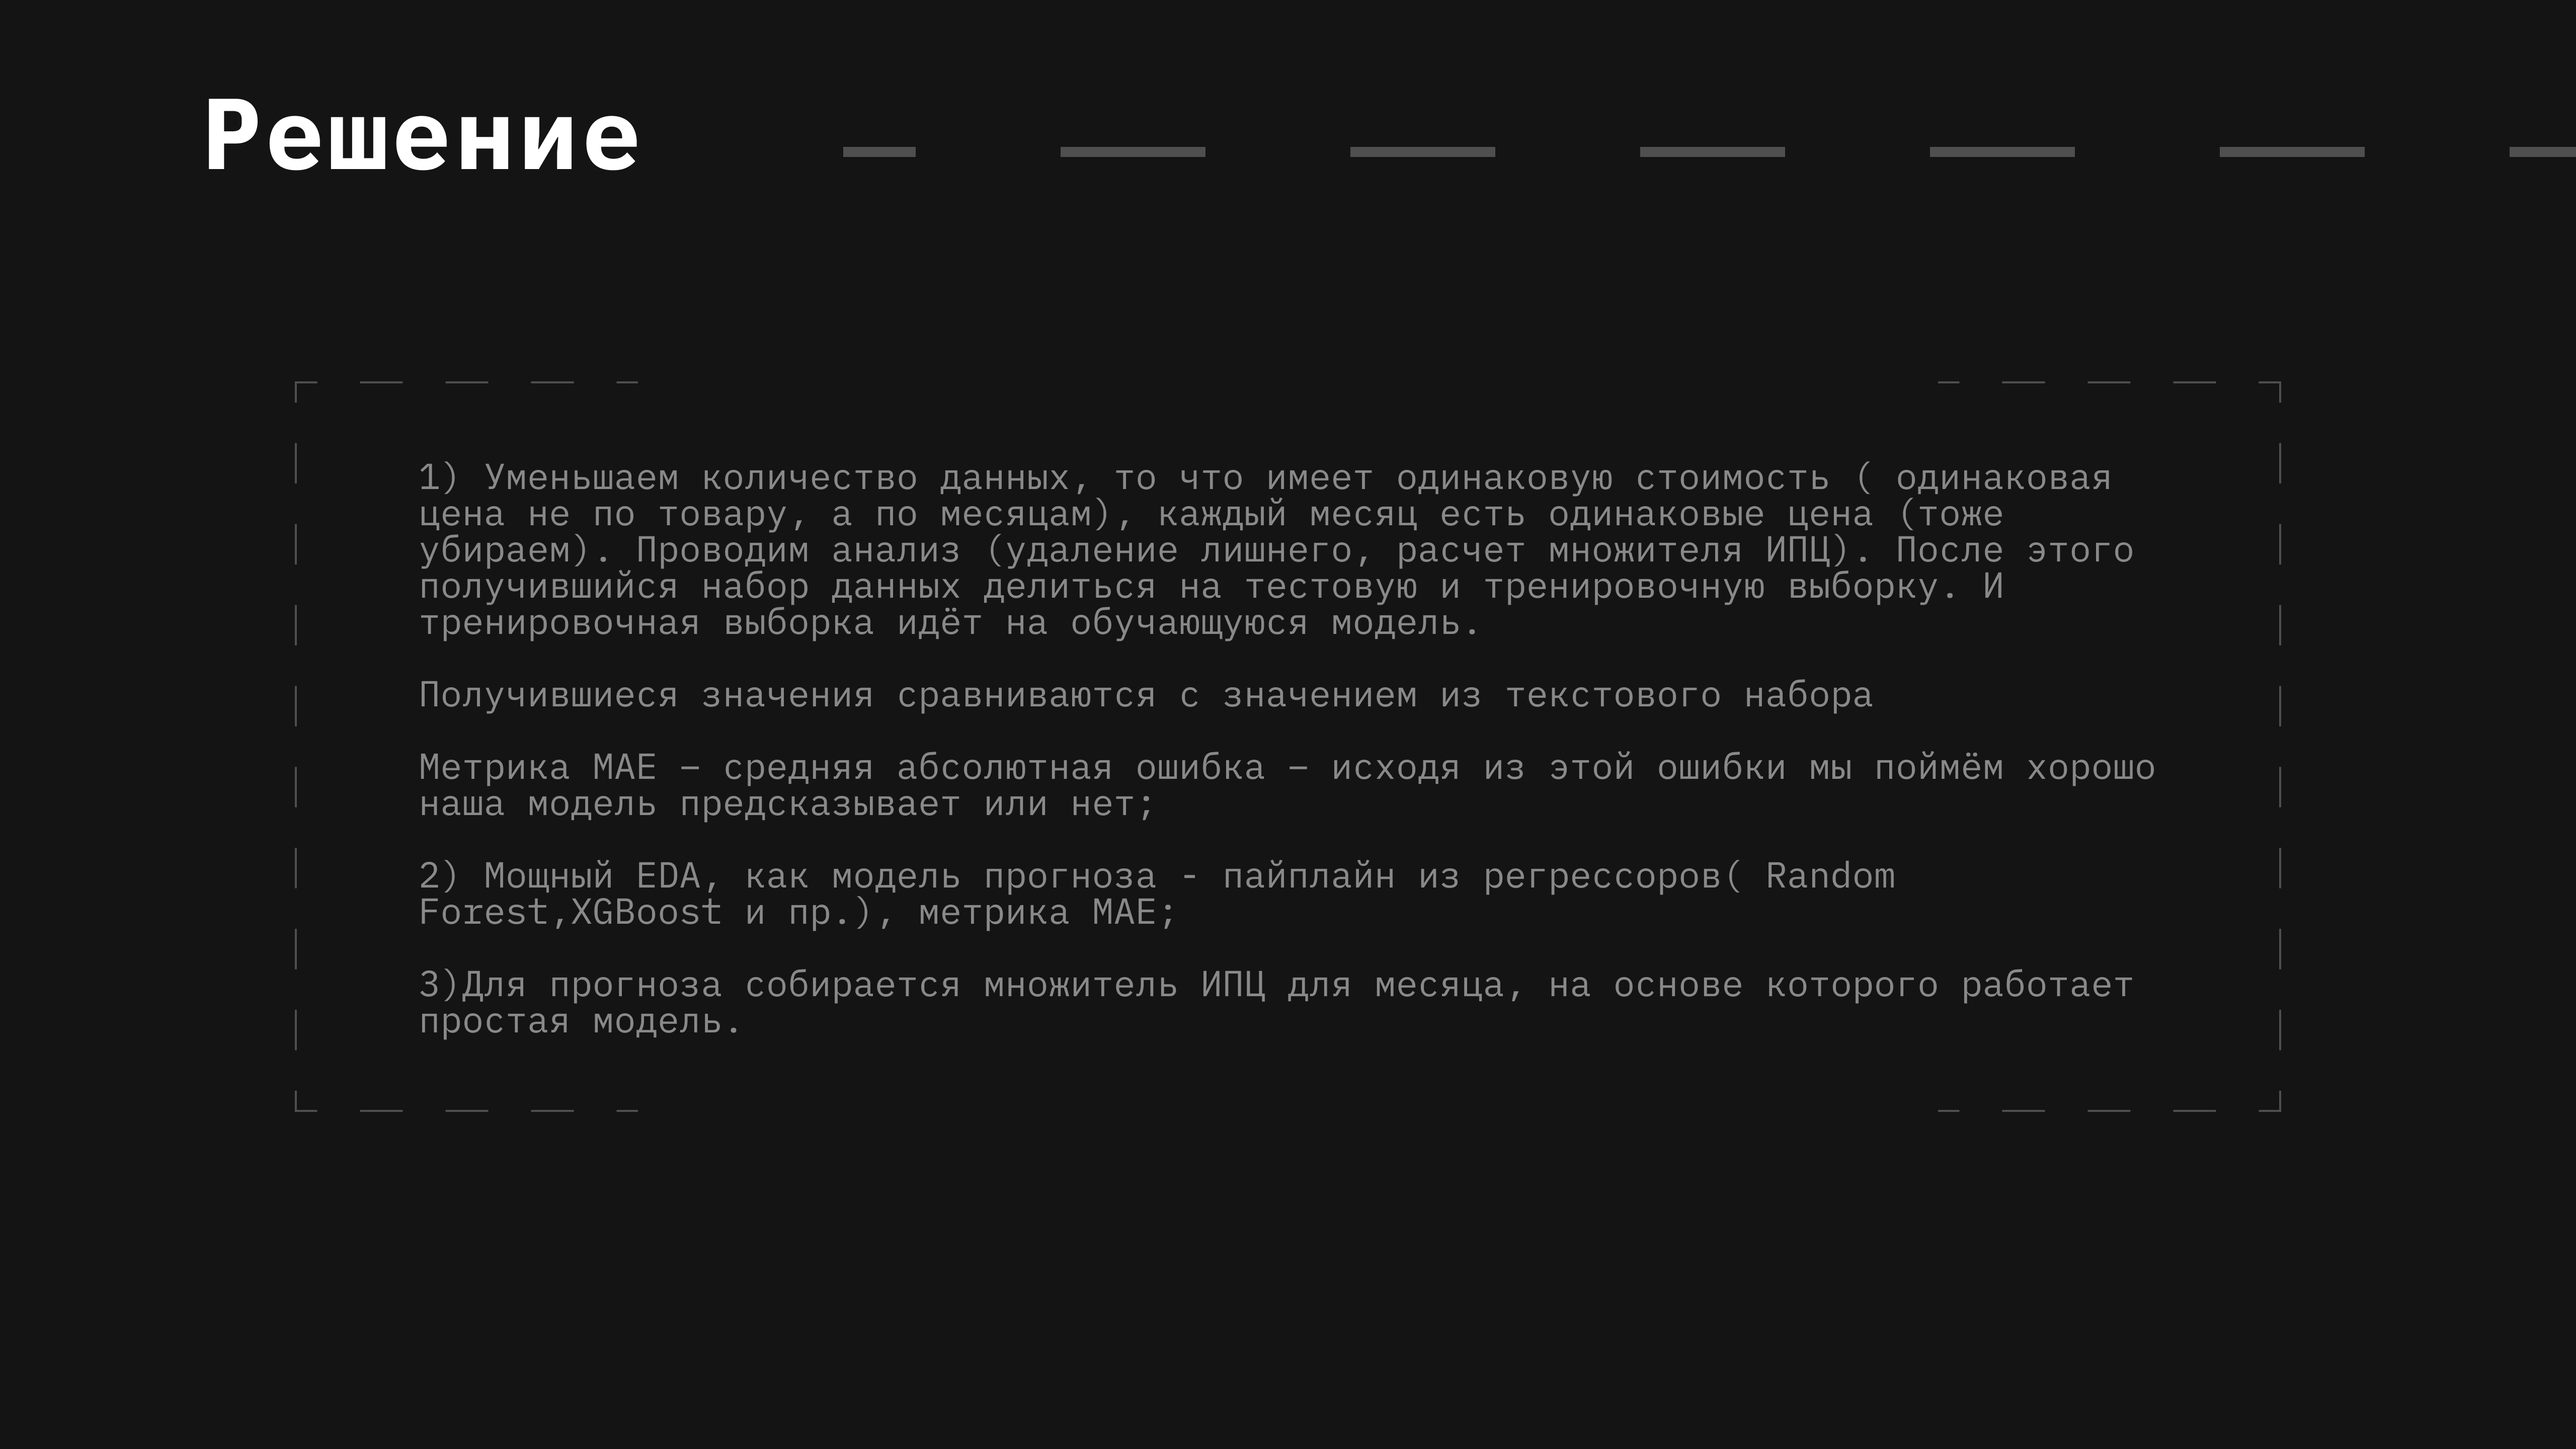 Решение
1) Уменьшаем количество данных, то что имеет одинаковую стоимость ( одинаковая
цена не по товару, а по месяцам), каждый месяц есть одинаковые цена (тоже
убираем). Проводим анализ (удаление лишнего, расчет множителя ИПЦ). После этого
получившийся набор данных делиться на тестовую и тренировочную выборку. И
тренировочная выборка идёт на обучающуюся модель.
Получившиеся значения сравниваются с значением из текстового набора
Метрика MAE – средняя абсолютная ошибка – исходя из этой ошибки мы поймём хорошо
наша модель предсказывает или нет;
2) Мощный EDA, как модель прогноза - пайплайн из регрессоров( Random
Forest,XGBoost и пр.), метрика MAE;
3)Для прогноза собирается множитель ИПЦ для месяца, на основе которого работает
простая модель.